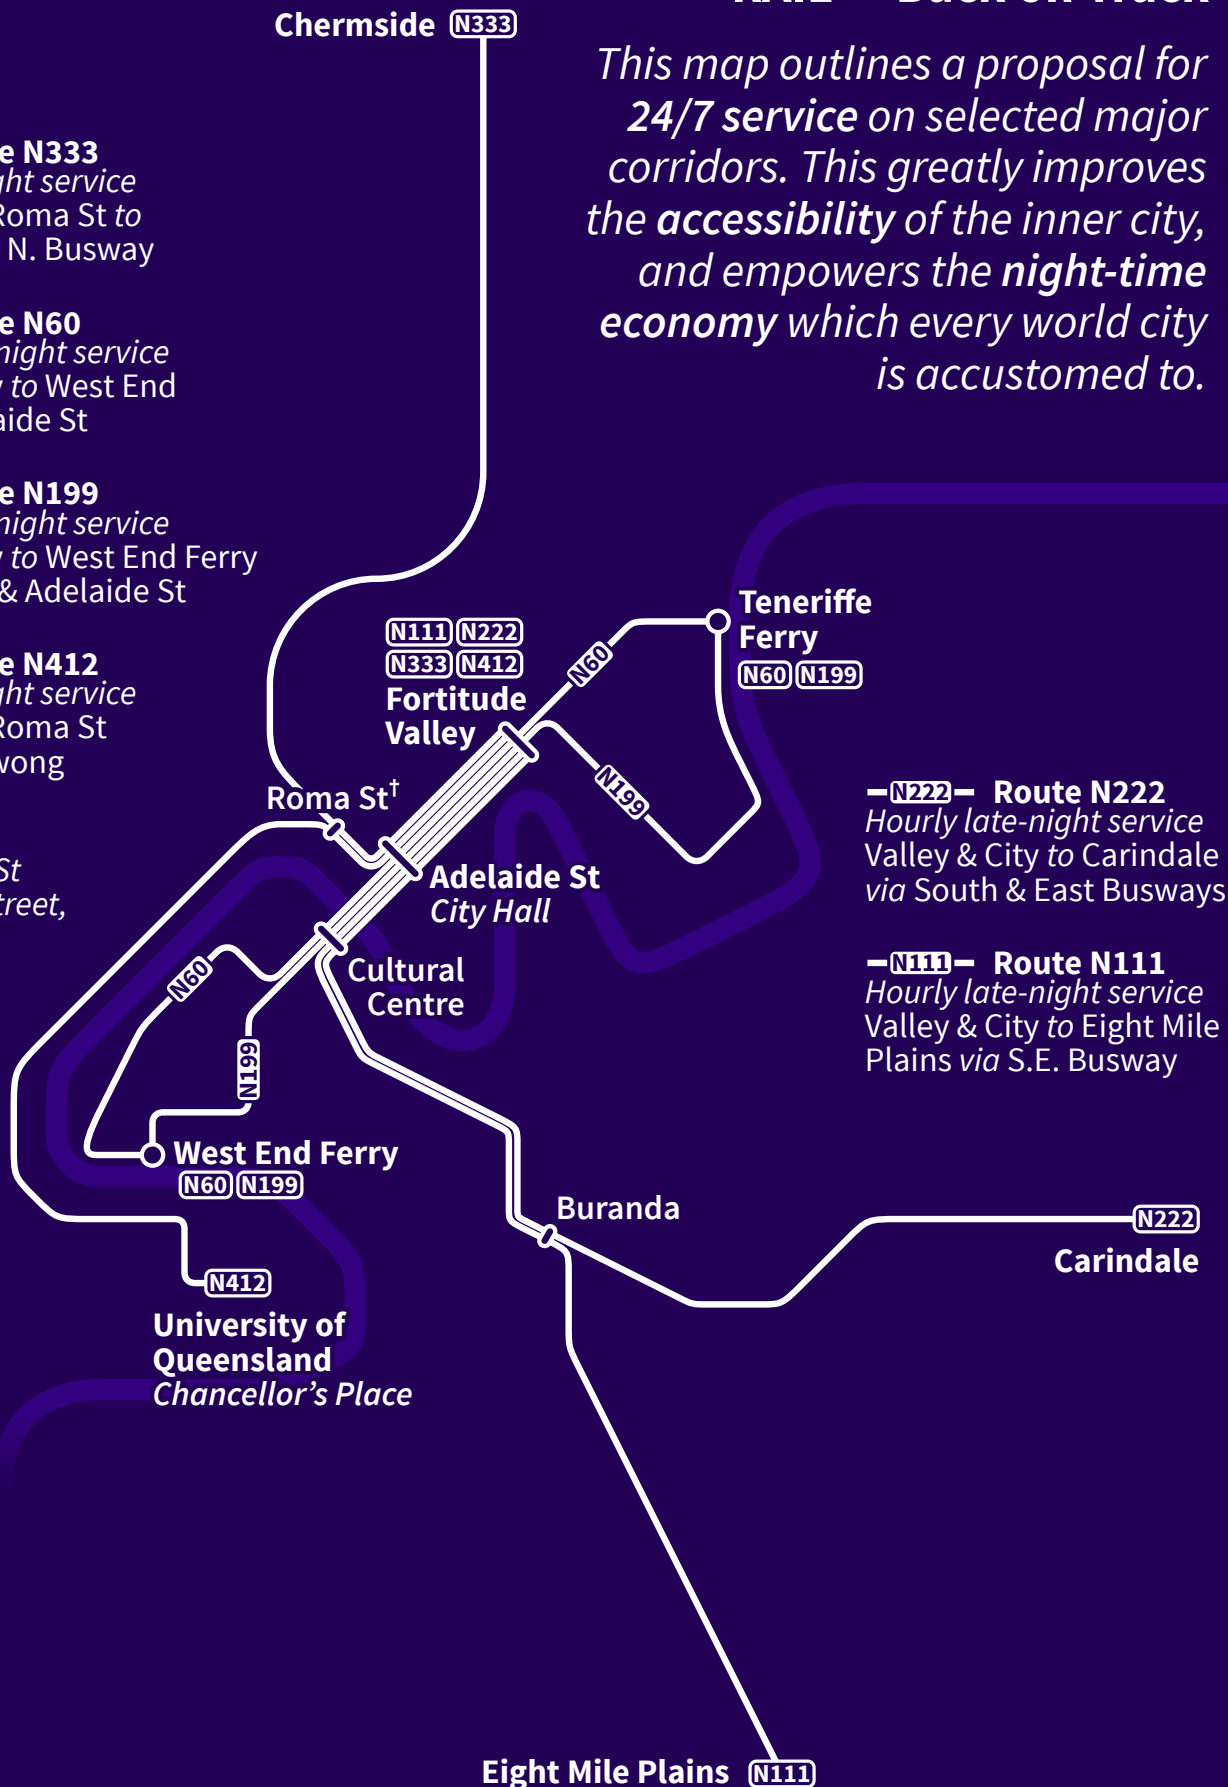 Back on Track
This map outlines a proposal for
24/7 service on selected major
corridors. This greatly improves
the accessibility of the inner city,
and empowers the night-time
economy which every world city
is accustomed to.
Chermside N333
N333
service
Roma St to
N. Busway
N60
night service
to West End
St
N199
night service
to West End Ferry
& Adelaide St
N412
service
Roma St
St
N111 N222
N333 N412
Fortitude
Valley
N60
Teneriffe
Ferry
N60 N199
N199
Roma St†
Adelaide St
City Hall
Cultural
Centre
N60
N199
West End Ferry
N60 N199
N222 Route N222
Hourly late-night service
Valley & City to Carindale
via South & East Busways
N111 Route N111
Hourly late-night service
Valley & City to Eight Mile
Plains via S.E. Busway
Buranda
N222
Carindale
N412
University of
Queensland
Chancellor's Place
Eight Mile Plains N111